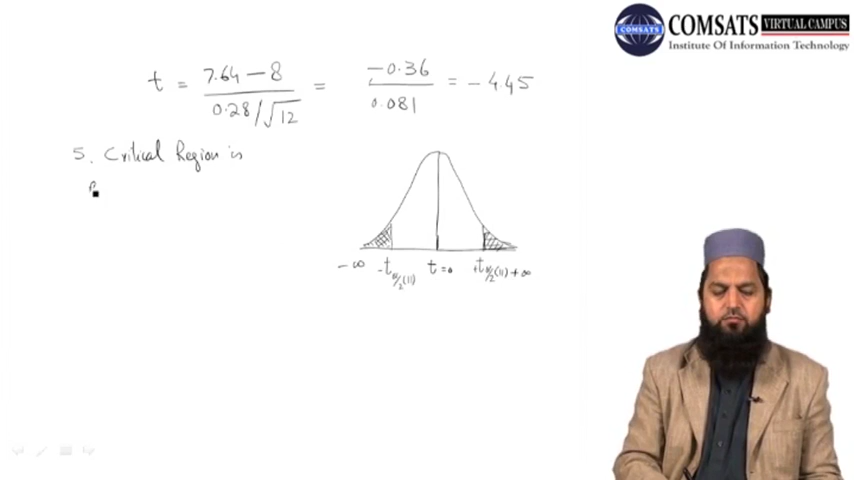 COMSATS VIRTUAL CAMPUS
COMSATS
Institute Of Information Technology
t = 7.64 - 8 / 0.28/√12 = -0.36 / 0.081 = - 4.45
5. Critical Region is
-∞ -t α/2(11) t=0 +t α/2(11) +∞